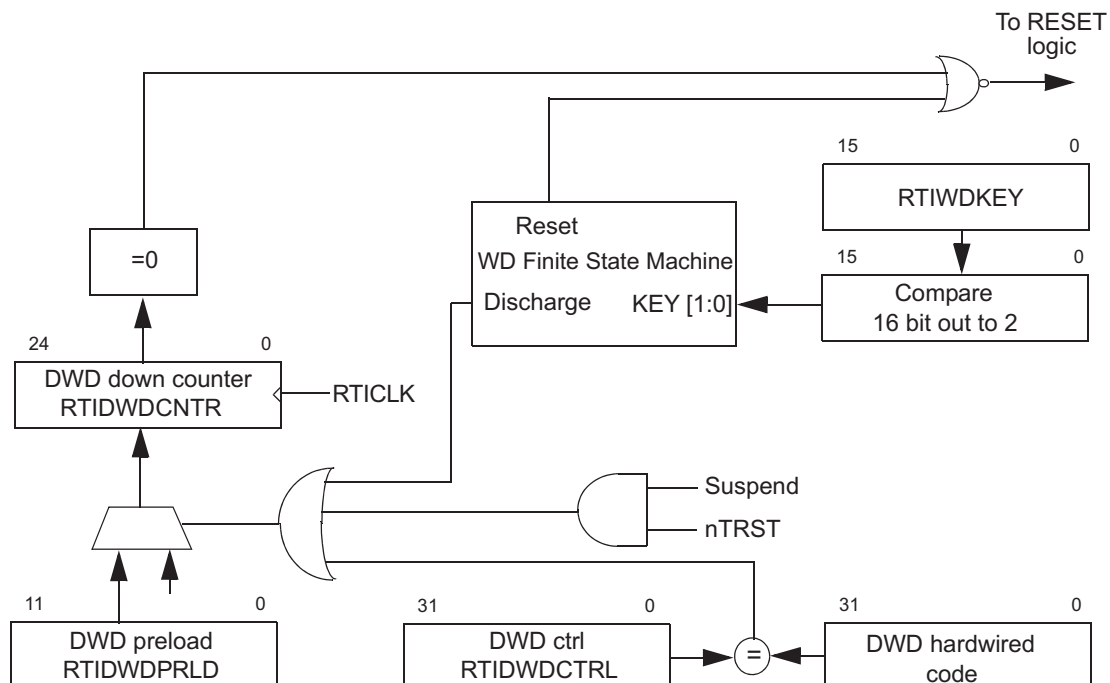 To RESET
logic
15 0
RTIWDKEY
Reset
=0
WD Finite State Machine
15 0
Discharge KEY [1:0]
Compare
16 bit out to 2
24 0
DWD down counter
RTIDWDCNTR
RTICLK
Suspend
nTRST
11 0
31 0
31 0
DWD preload
RTIDWDPRLD
DWD ctrl
RTIDWDCTRL
=
DWD hardwired
code